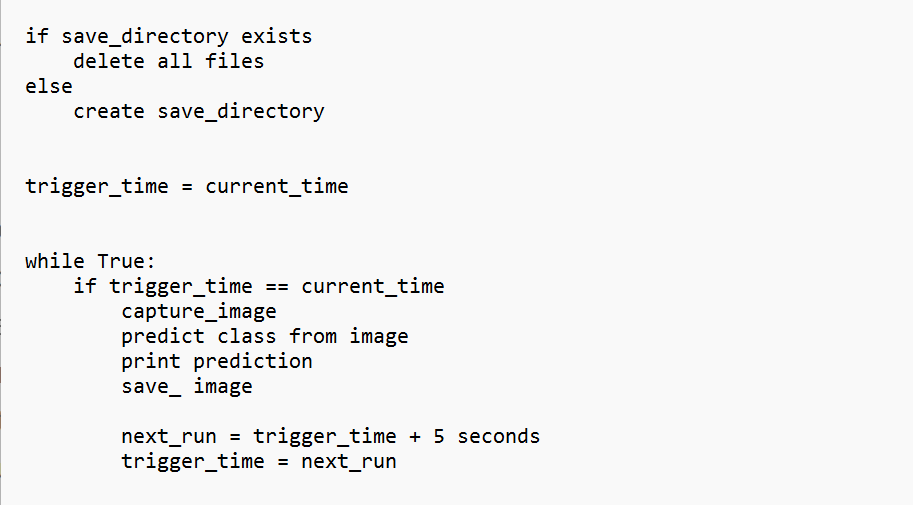 if save_directory exists
    delete all files
else
    create save_directory
trigger_time = current_time
while True:
    if trigger_time == current_time
        capture_image
        predict class from image
        print prediction
        save_ image
        next_run = trigger_time + 5 seconds
        trigger_time = next_run